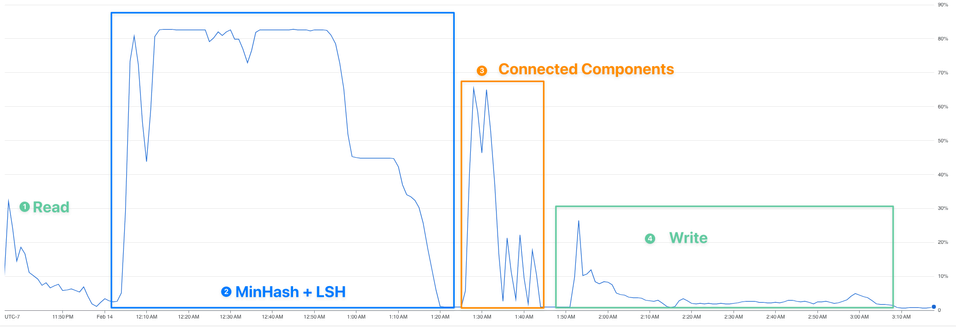 90%
80%
3 Connected Components
70%
60%
50%
40%
1 Read
30%
4 Write
20%
2 MinHash + LSH
10%
UTC-7 11:50 PM Feb 14 12:10 AM 12:20 AM 12:30 AM 12:40 AM 12:50 AM 1:00 AM 1:10 AM 1:20 AM 1:30 AM 1:40 AM 1:50 AM 2:00 AM 2:10 AM 2:20 AM 2:30 AM 2:40 AM 2:50 AM 3:00 AM 3:10 AM